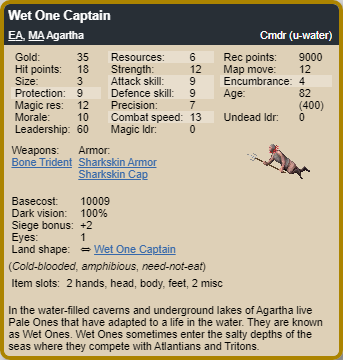 Wet One Captain
EA, MA Agartha Cmdr (u-water)
Gold: 35 Resources: 6 Rec points: 9000
Hit points: 18 Strength: 12 Map move: 12
Size: 3 Attack skill: 9 Encumbrance: 4
Protection: 9 Defence skill: 9 Age: 82
Magic res: 12 Precision: 7 (400)
Morale: 10 Combat speed: 13 Undead ldr: 0
Leadership: 60 Magic ldr: 0
Weapons: Armor:
Bone Trident Sharkskin Armor
Sharkskin Cap
Basecost: 10009
Dark vision: 100%
Siege bonus: +2
Eyes: 1
Land shape: ⇔ Wet One Captain
(Cold-blooded, amphibious, need-not-eat)
Item slots: 2 hands, head, body, feet, 2 misc
In the water-filled caverns and underground lakes of Agartha live
Pale Ones that have adapted to a life in the water. They are known
as Wet Ones. Wet Ones sometimes enter the salty depths of the
seas where they compete with Atlantians and Tritons.